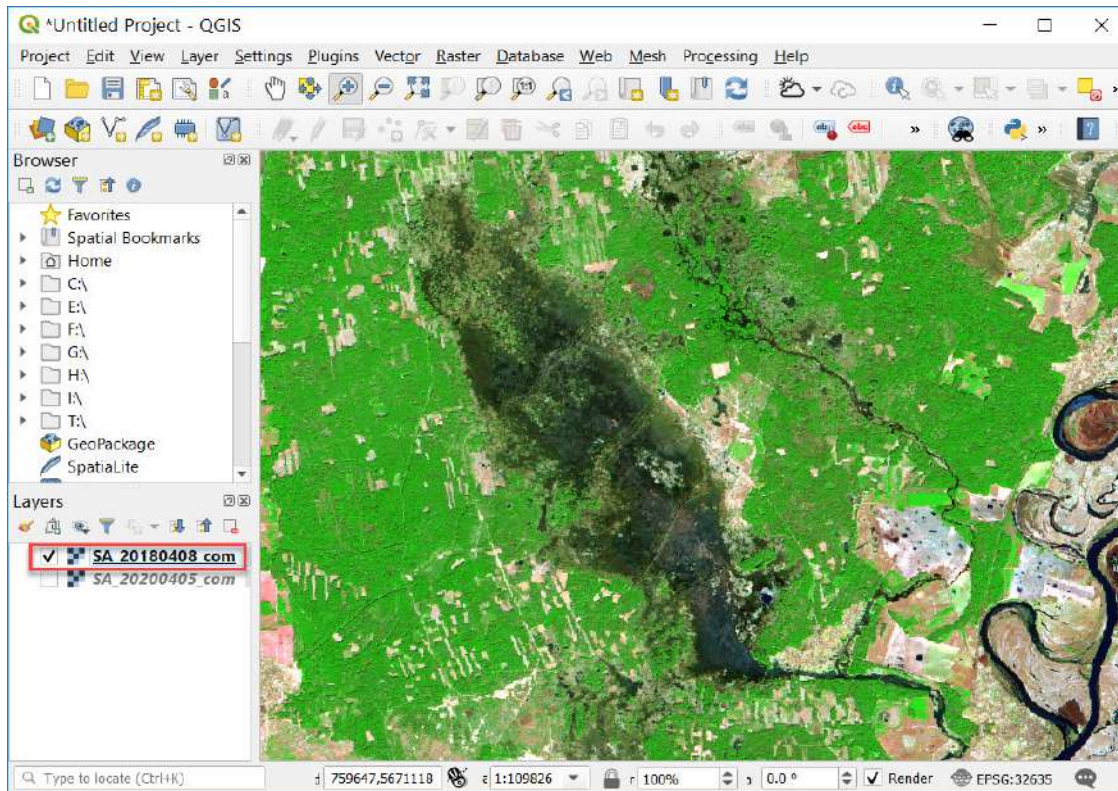 *Untitled Project - QGIS
Project Edit View Layer Settings Plugins Vector Raster Database Web Mesh Processing Help
Browser
Favorites
Spatial Bookmarks
Home
C:\
E:\
F:\
G:\
H:\
I:\
T:\
GeoPackage
SpatiaLite
Layers
SA_20180408_com
SA_20200405_com
Type to locate (Ctrl+K) 759647,5671118 1:109826 100% 0.0 ° Render EPSG:32635